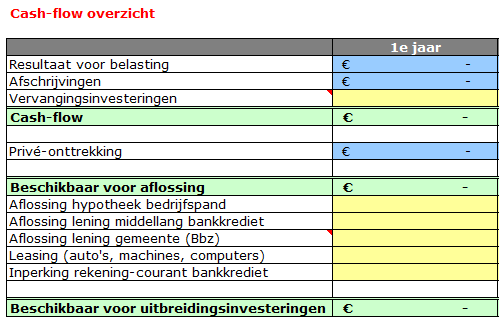 Cash-flow overzicht
1e jaar
Resultaat voor belasting € -
Afschrijvingen € -
Vervangingsinvesteringen
Cash-flow € -
Privé-onttrekking € -
Beschikbaar voor aflossing € -
Aflossing hypotheek bedrijfspand
Aflossing lening middellang bankkrediet
Aflossing lening gemeente (Bbz)
Leasing (auto's, machines, computers)
Inperking rekening-courant bankkrediet
Beschikbaar voor uitbreidingsinvesteringen € -